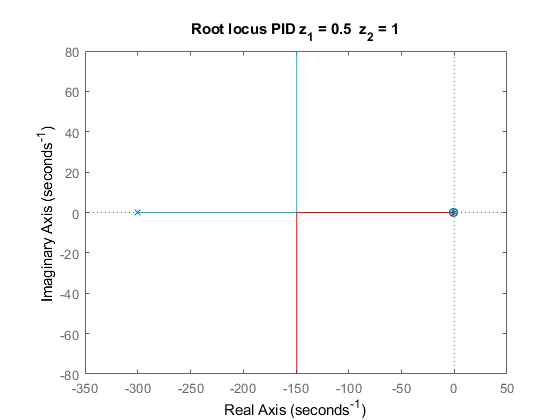 Root locus PID z1 = 0.5 z2 = 1
80
60
40
20
0
-20
-40
-60
-80
Imaginary Axis (seconds-1)
-350 -300 -250 -200 -150 -100 -50 0 50
Real Axis (seconds-1)